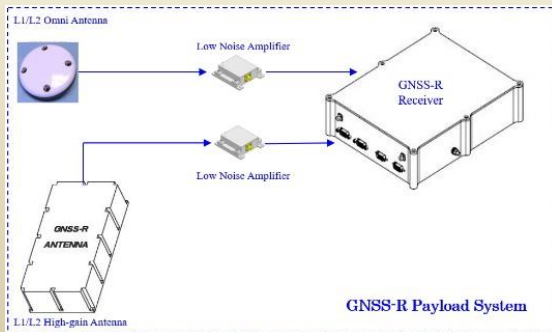 L1/L2 Omni Antenna
Low Noise Amplifier
GNSS-R
Receiver
Low Noise Amplifier
GNSS-R
ANTENNA
GNSS-R Payload System
L1/L2 High-gain Antenna